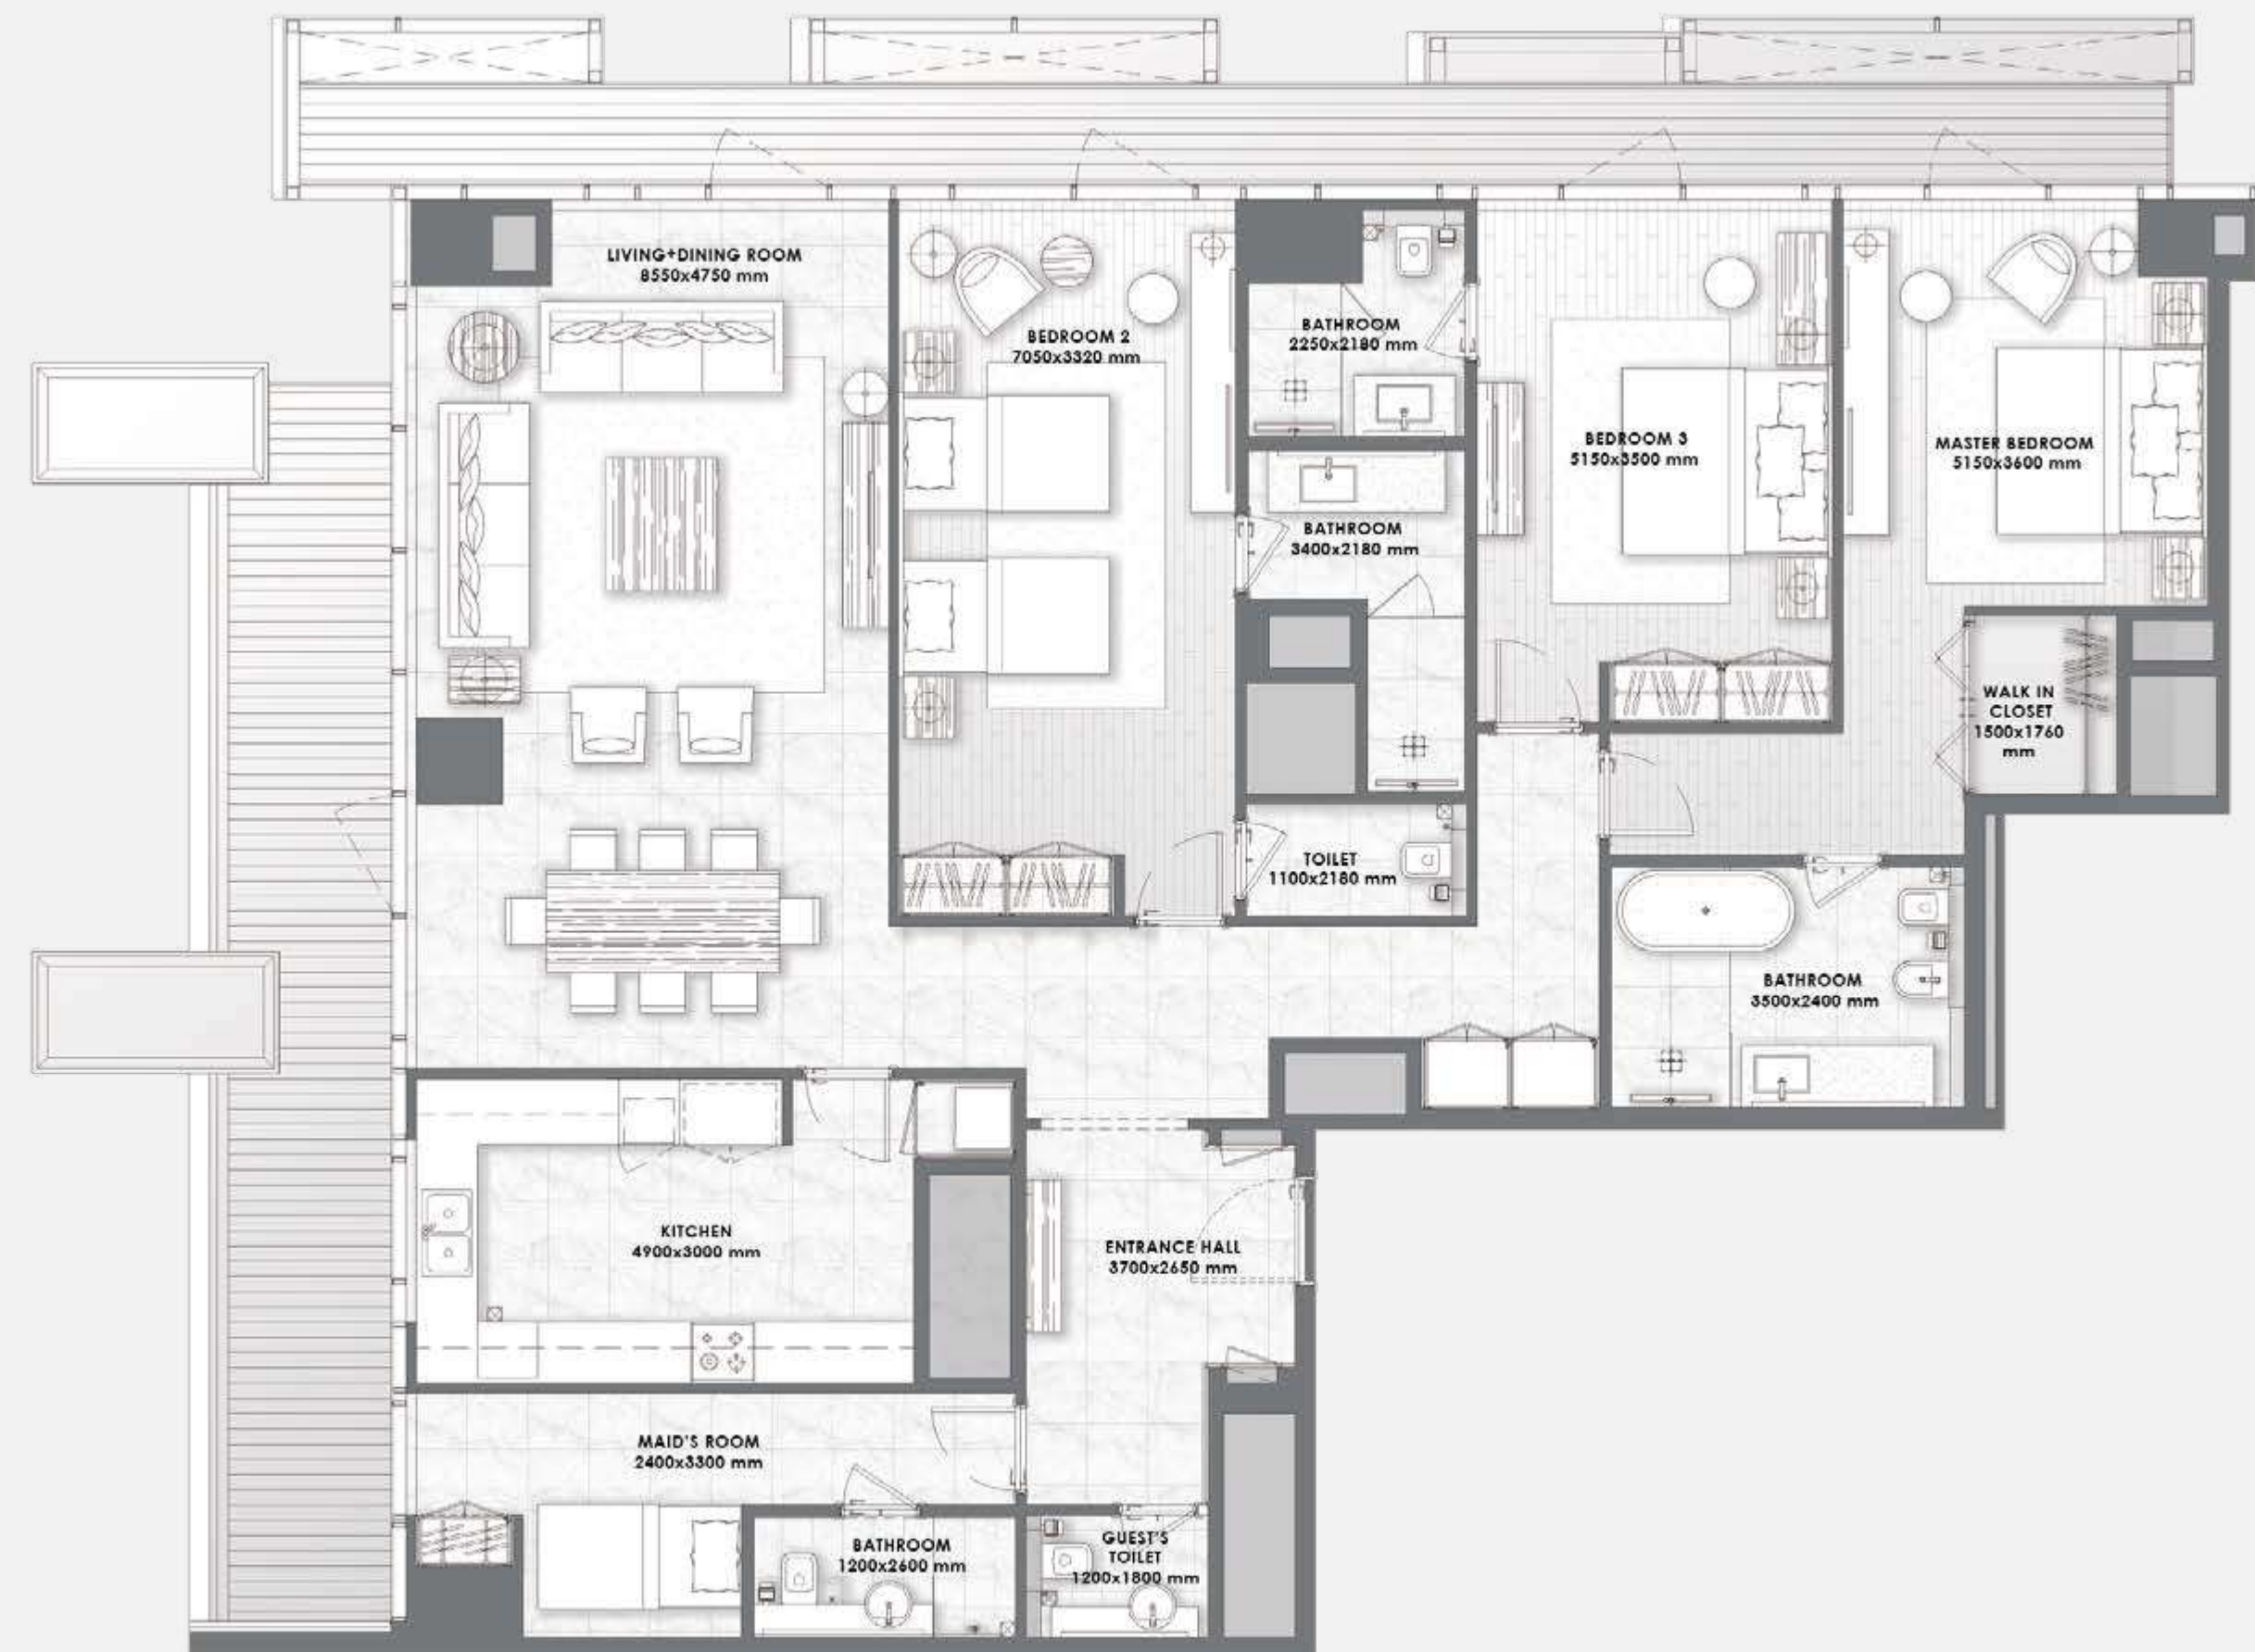 LIVING+DINING ROOM
8550x4750 mm
BEDROOM 2
7050x3320 mm
BATHROOM
2250x2180 mm
BEDROOM 3
5150x3500 mm
MASTER BEDROOM
5150x3600 mm
BATHROOM
3400x2180 mm
WALK IN
CLOSET
1500x1760
mm
TOILET
1100x2180 mm
BATHROOM
3500x2400 mm
KITCHEN
4900x3000 mm
ENTRANCE HALL
3700x2650 mm
MAID'S ROOM
2400x3300 mm
BATHROOM
1200x2600 mm
GUEST'S
TOILET
1200x1800 mm